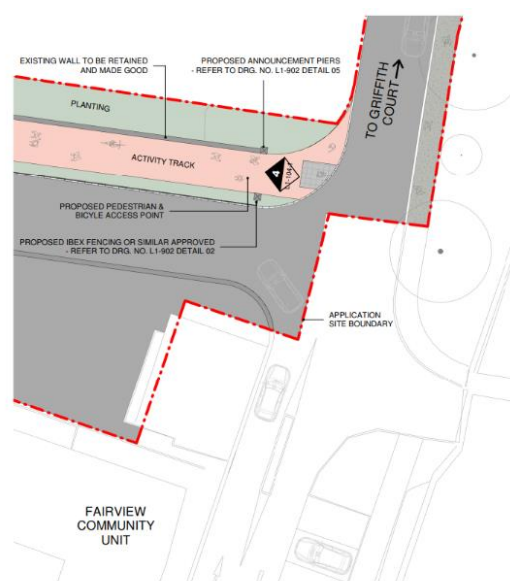 EXISTING WALL TO BE RETAINED
AND MADE GOOD
PROPOSED ANNOUNCEMENT PIERS
- REFER TO DRG. NO. L1-902 DETAIL 05
TO GRIFFITH
COURT
PLANTING
ACTIVITY TRACK
4
PROPOSED PEDESTRIAN &
BICYLE ACCESS POINT
PROPOSED IBEX FENCING OR SIMILAR APPROVED
- REFER TO DRG. NO. L1-902 DETAIL 02
APPLICATION
SITE BOUNDARY
FAIRVIEW
COMMUNITY
UNIT